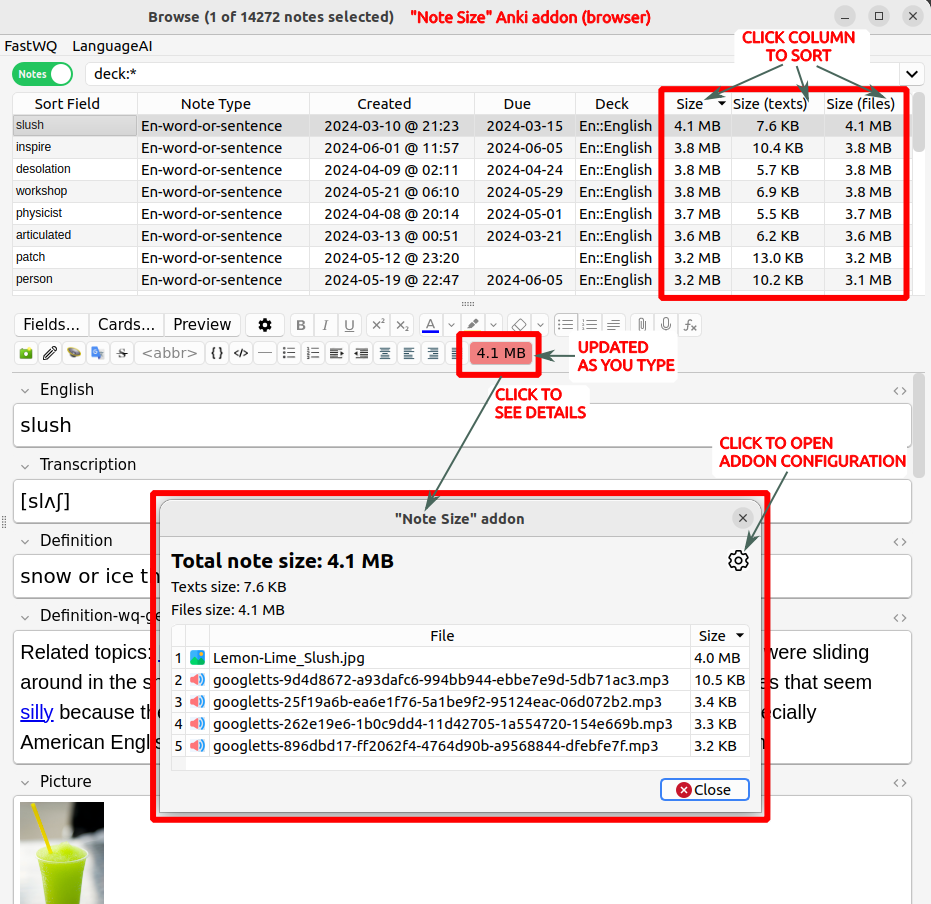 Browse (1 of 14272 notes selected) "Note Size" Anki addon (browser)
FastWQ LanguageAI
CLICK COLUMN
TO SORT
Notes deck:*
Sort Field Note Type Created Due Deck Size Size (texts) Size (files)
slush En-word-or-sentence 2024-03-10 @ 21:23 2024-03-15 En::English 4.1 MB 7.6 KB 4.1 MB
inspire En-word-or-sentence 2024-06-01 @ 11:57 2024-06-05 En::English 3.8 MB 10.4 KB 3.8 MB
desolation En-word-or-sentence 2024-04-09 @ 02:11 2024-04-24 En::English 3.8 MB 5.7 KB 3.8 MB
workshop En-word-or-sentence 2024-05-21 @ 06:10 2024-05-29 En::English 3.8 MB 6.9 KB 3.8 MB
physicist En-word-or-sentence 2024-04-08 @ 20:14 2024-05-01 En::English 3.7 MB 5.5 KB 3.7 MB
articulated En-word-or-sentence 2024-03-13 @ 00:51 2024-03-21 En::English 3.6 MB 6.2 KB 3.6 MB
patch En-word-or-sentence 2024-05-12 @ 23:20 En::English 3.2 MB 13.0 KB 3.2 MB
person En-word-or-sentence 2024-05-19 @ 22:47 2024-06-05 En::English 3.2 MB 10.2 KB 3.1 MB
Fields... Cards... Preview B I U x² x₂ A fx
S <abbr> {} </> 4.1 MB
UPDATED
AS YOU TYPE
CLICK TO
SEE DETAILS
English <>
slush
CLICK TO OPEN
ADDON CONFIGURATION
Transcription
[slʌʃ]
Definition <>
snow or ice th
Definition-wq-ge <>
Related topics: were sliding
around in the s s that seem
silly because th ecially
American Englis
"Note Size" addon
Total note size: 4.1 MB
Texts size: 7.6 KB
Files size: 4.1 MB
File Size
1 Lemon-Lime_Slush.jpg 4.0 MB
2 googletts-9d4d8672-a93dafc6-994bb944-ebbe7e9d-5db71ac3.mp3 10.5 KB
3 googletts-25f19a6b-ea6e1f76-5a1be9f2-95124eac-06d072b2.mp3 3.4 KB
4 googletts-262e19e6-1b0c9dd4-11d42705-1a554720-154e669b.mp3 3.3 KB
5 googletts-896dbd17-ff2062f4-4764d90b-a9568844-dfebfe7f.mp3 3.2 KB
Close
Picture <>